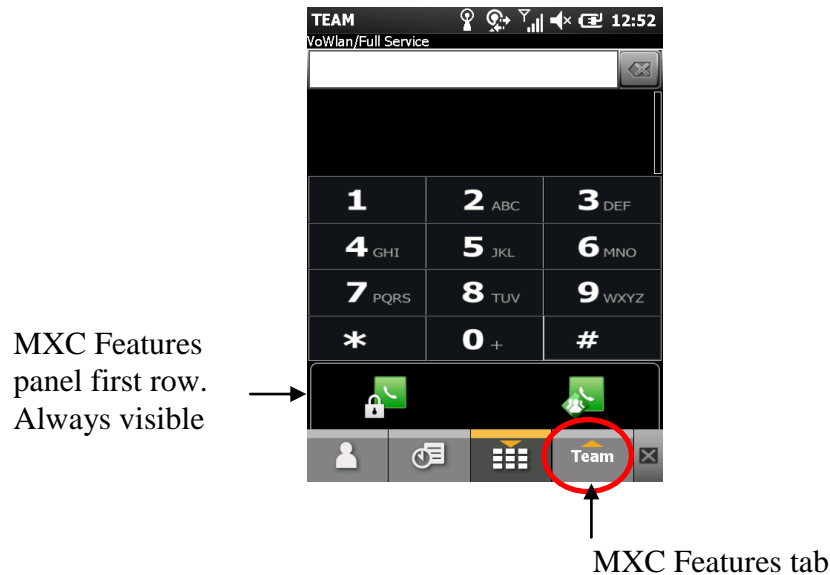 TEAM 12:52
VoWlan/Full Service
1 2 ABC 3 DEF
4 GHI 5 JKL 6 MNO
7 PQRS 8 TUV 9 WXYZ
* 0 + #
MXC Features
panel first row.
Always visible
Team
MXC Features tab